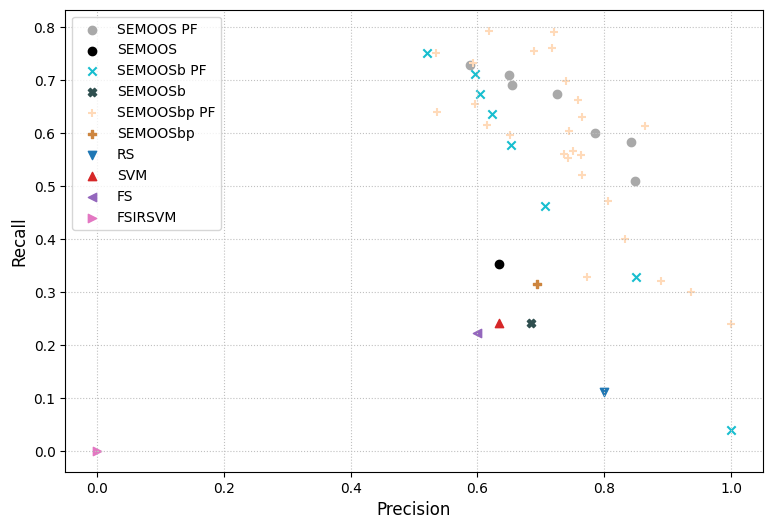 0.8
0.7
0.6
0.5
0.4
0.3
0.2
0.1
0.0
Recall
SEMOOS PF
SEMOOS
SEMOOSb PF
SEMOOSb
SEMOOSbp PF
SEMOOSbp
RS
SVM
FS
FSIRSVM
0.0 0.2 0.4 0.6 0.8 1.0
Precision